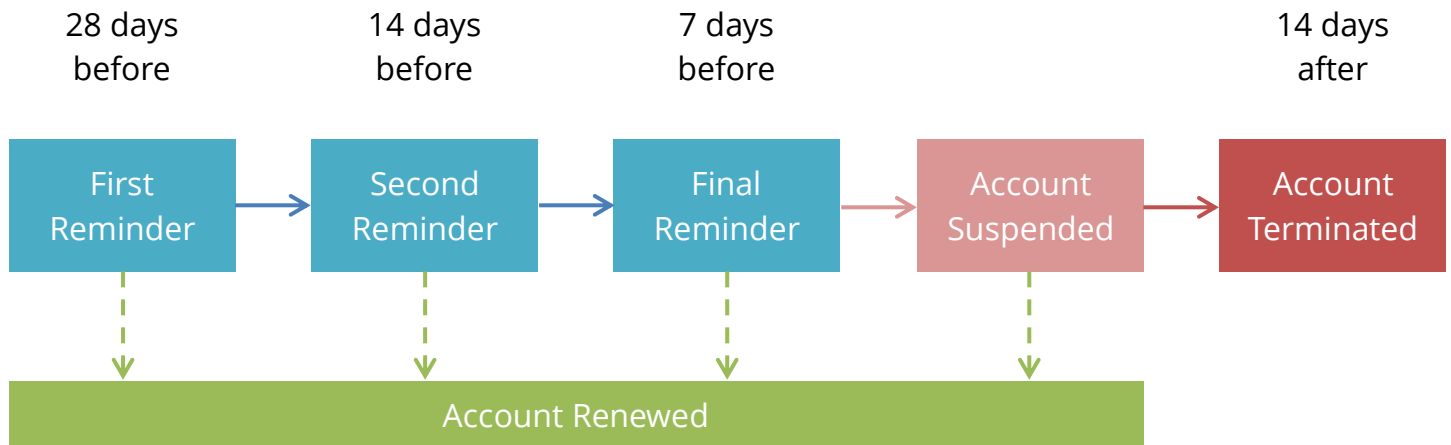 28 days
before
14 days
before
7 days
before
14 days
after
First
Reminder
Second
Reminder
Final
Reminder
Account
Suspended
Account
Terminated
Account Renewed